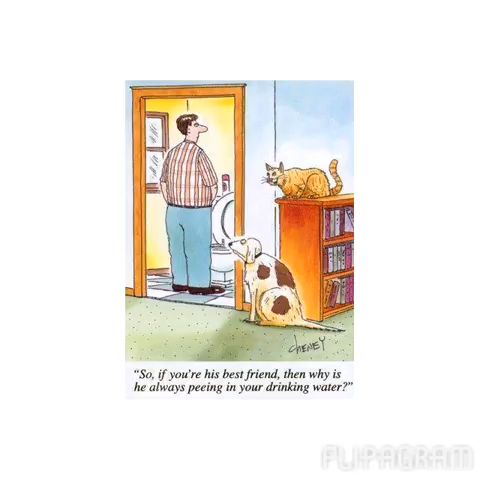 CHENEY
"So, if you're his best friend, then why is
he always peeing in your drinking water?"
FLIPAGRAM